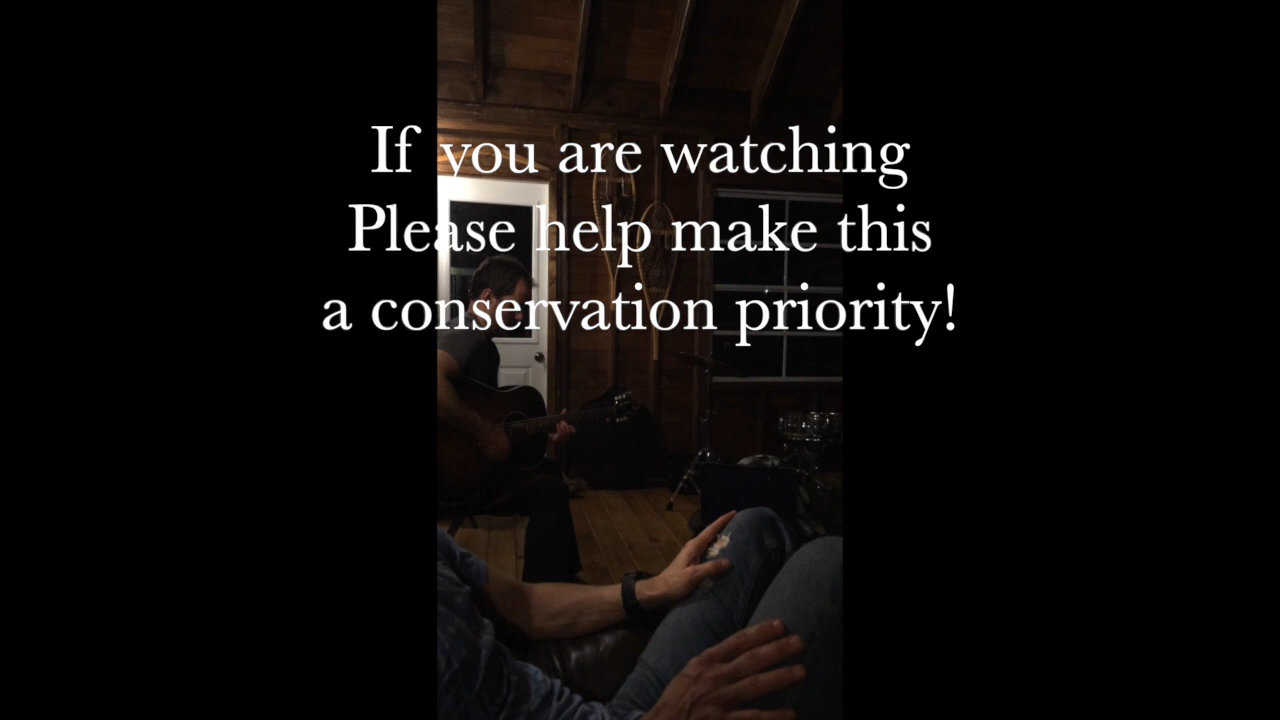 If you are watching
Please help make this
a conservation priority!